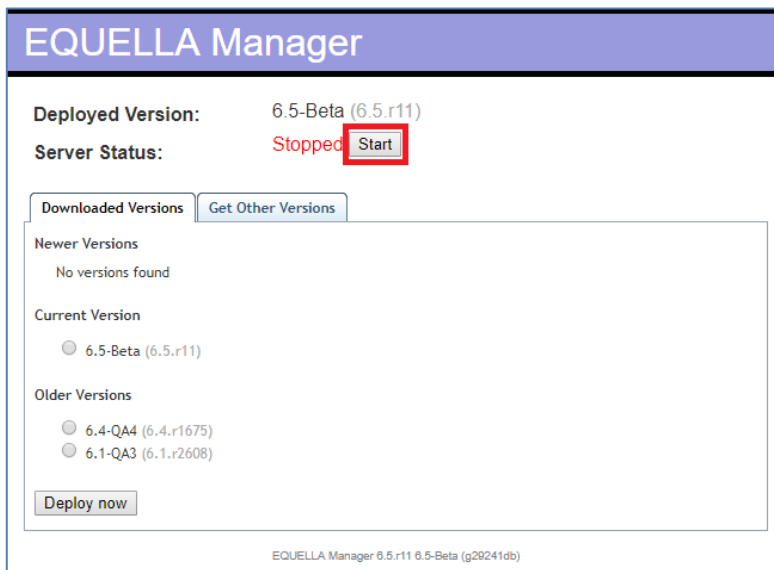 EQUELLA Manager
Deployed Version: 6.5-Beta (6.5.r11)
Server Status: Stopped Start
Downloaded Versions Get Other Versions
Newer Versions
No versions found
Current Version
6.5-Beta (6.5.r11)
Older Versions
6.4-QA4 (6.4.r1675)
6.1-QA3 (6.1.r2608)
Deploy now
EQUELLA Manager 6.5.r11 6.5-Beta (g29241db)